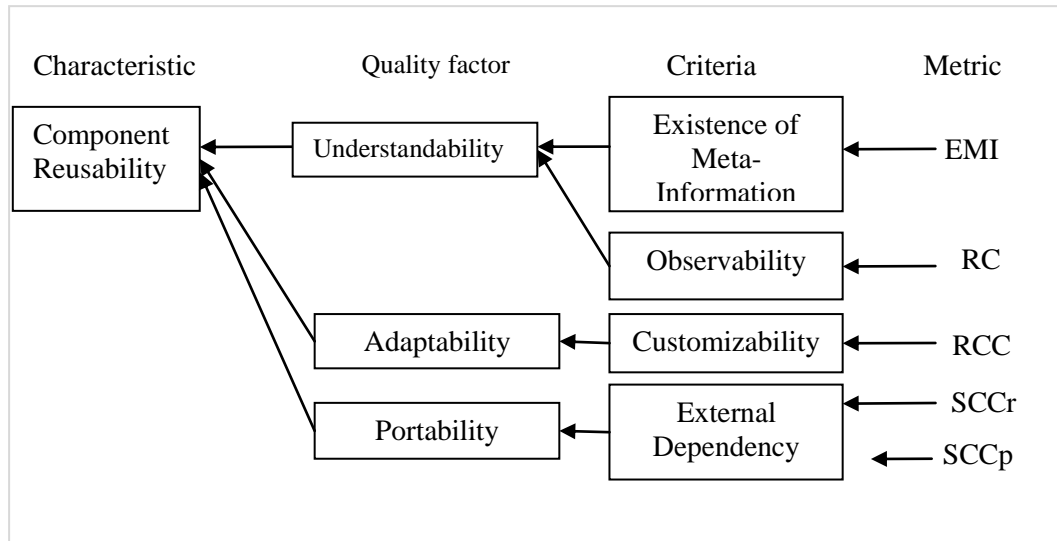 Characteristic
Quality factor
Criteria
Metric
Component
Reusability
Understandability
Existence of
Meta-
Information
EMI
Observability
RC
Adaptability
Customizability
RCC
Portability
External
Dependency
SCCr
SCCp